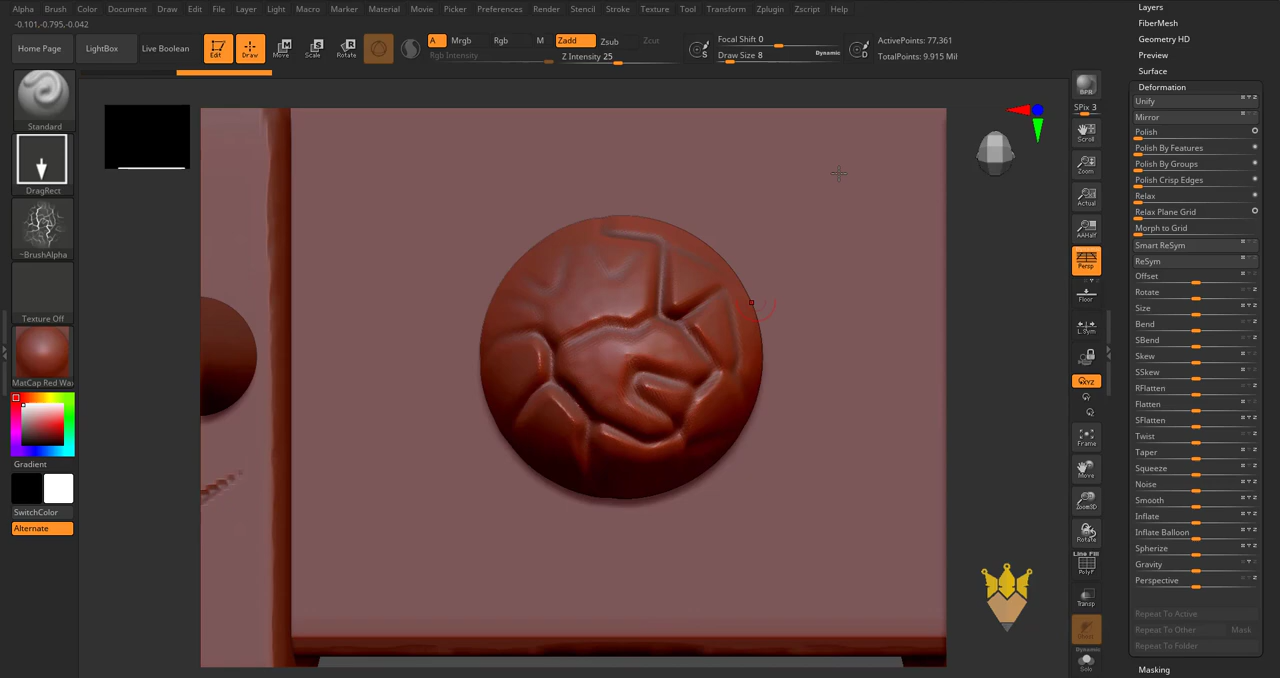 Alpha Brush Color Document Draw Edit File Layer Light Macro Marker Material Movie Picker Preferences Render Stencil Stroke Texture Tool Transform Zplugin Zscript Help
-0.101,-0.795,-0.042
Home Page LightBox Live Boolean Edit Draw Move Scale Rotate
A Mrgb Rgb M Zadd Zsub Zcut
Rgb Intensity Z Intensity 25
Focal Shift 0
Draw Size 8 Dynamic
S
D
ActivePoints: 77,361
TotalPoints: 9.915 Mil
Standard
DragRect
~BrushAlpha
Texture Off
MatCap Red Wa
Gradient
SwitchColor
Alternate
BPR
SPix 3
Scroll
Zoom
Actual
AAHalf
Persp
Floor
L.Sym
XYZ
Frame
Move
Zoom3D
Rotate
Line Fill
PolyF
Transp
Ghost
Dynamic
Solo
Layers
FiberMesh
Geometry HD
Preview
Surface
Deformation
Unify
Mirror
Polish
Polish By Features
Polish By Groups
Polish Crisp Edges
Relax
Relax Plane Grid
Morph to Grid
Smart ReSym
ReSym
Offset
Rotate
Size
Bend
SBend
Skew
SSkew
RFlatten
Flatten
SFlatten
Twist
Taper
Squeeze
Noise
Smooth
Inflate
Inflate Balloon
Spherize
Gravity
Perspective
Repeat To Active
Repeat To Other Mask
Repeat To Folder
Masking